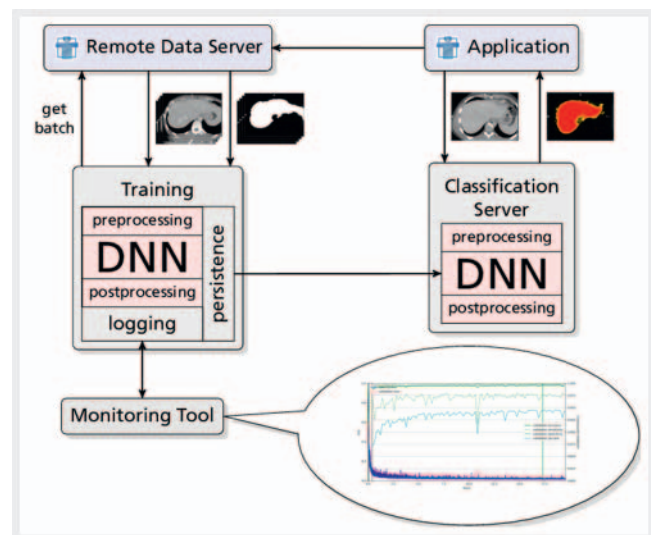 Remote Data Server
Application
get
batch
Training
preprocessing
DNN
postprocessing
logging
persistence
Classification
Server
preprocessing
DNN
postprocessing
Monitoring Tool